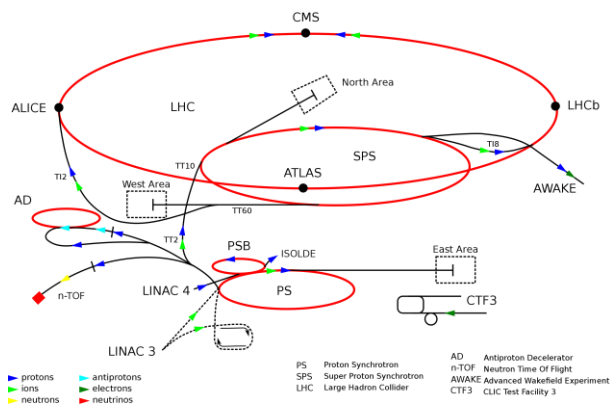 CMS
North Area
ALICE
LHC
LHCb
TT10
SPS
TI8
ATLAS
TI2
West Area
AWAKE
AD
TT60
TT2
PSB
ISOLDE
East Area
n-TOF
LINAC 4
PS
CTF3
LINAC 3
protons
ions
neutrons
antiprotons
electrons
neutrinos
PS Proton Synchrotron
SPS Super Proton Synchrotron
LHC Large Hadron Collider
AD Antiproton Decelerator
n-TOF Neutron Time Of Flight
AWAKE Advanced Wakefield Experiment
CTF3 CLIC Test Facility 3